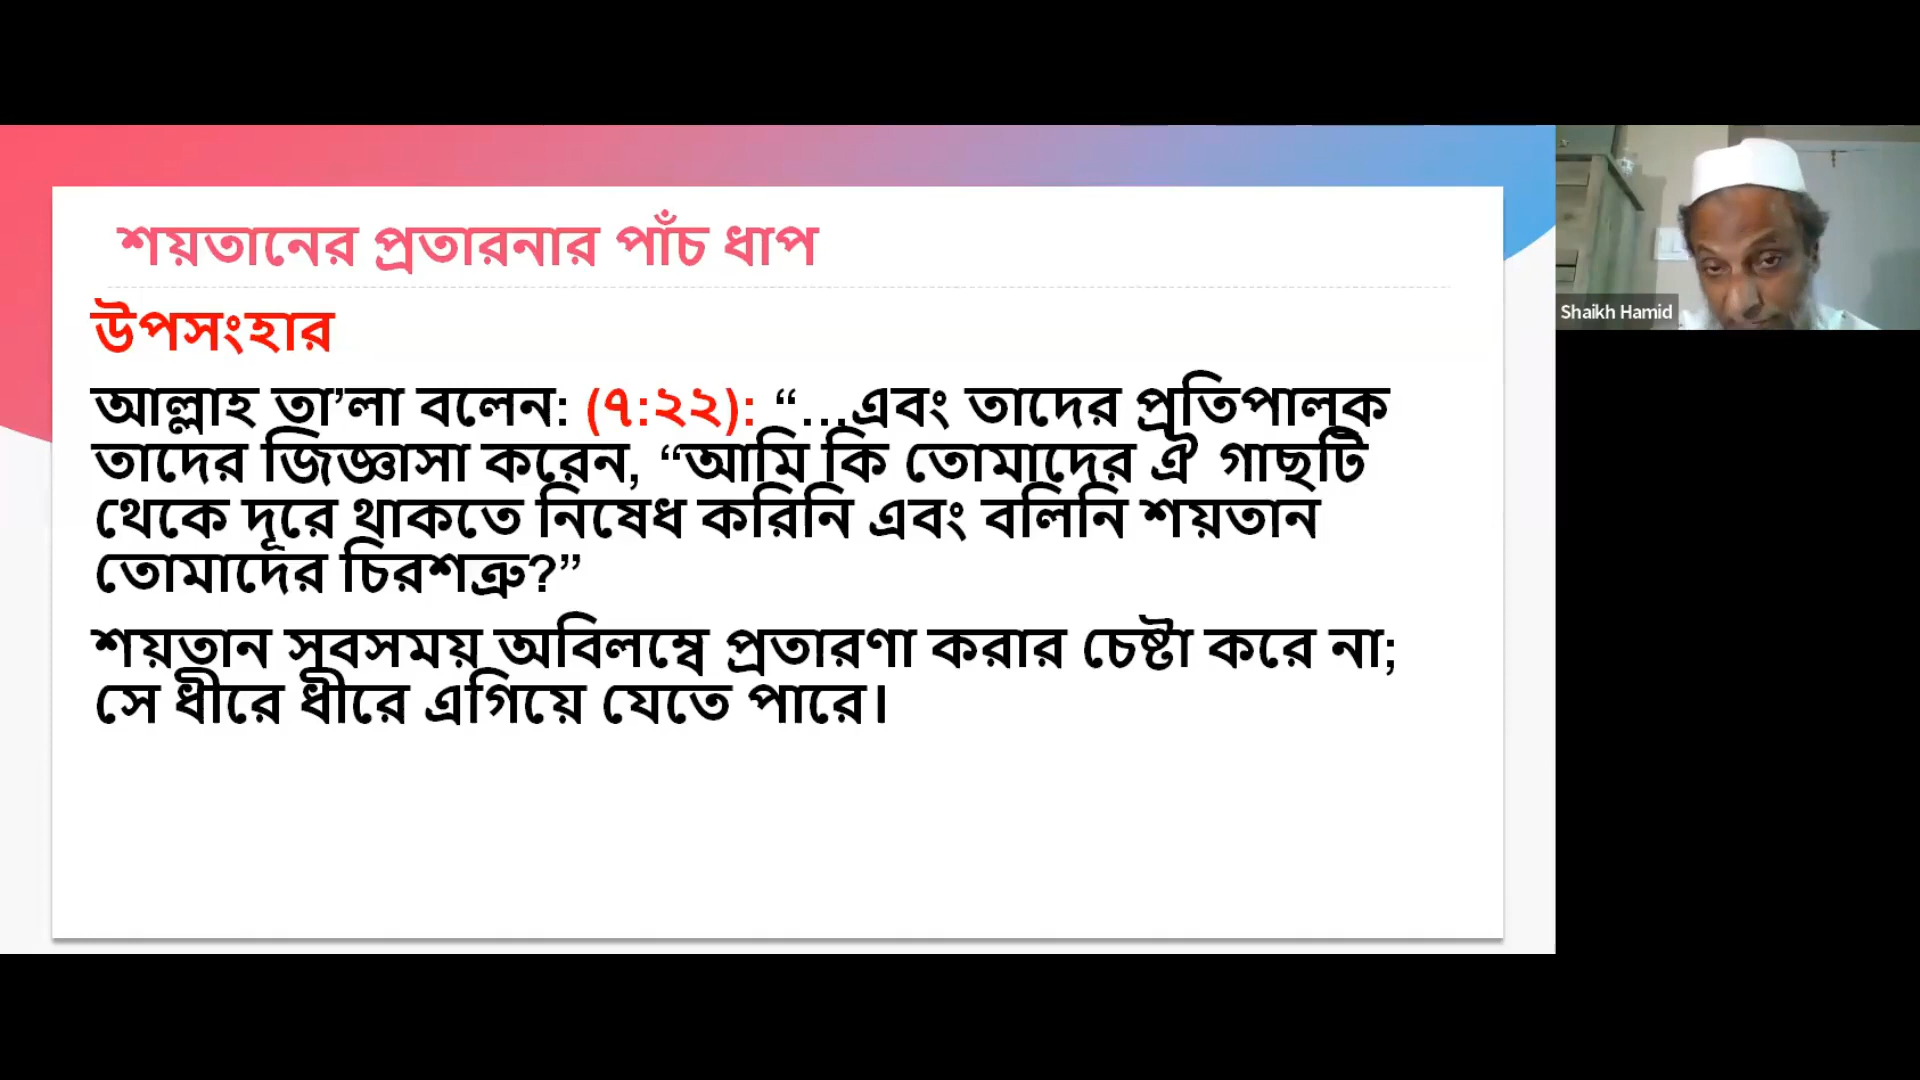 শয়তানের প্রতারনার পাঁচ ধাপ
উপসংহার
আল্লাহ তা’লা বলেন: (৭:২২): “...এবং তাদের প্রতিপালক
তাদের জিজ্ঞাসা করেন, “আমি কি তোমাদের ঐ গাছটি
থেকে দূরে থাকতে নিষেধ করিনি এবং বলিনি শয়তান
তোমাদের চিরশত্রু?”
শয়তান সবসময় অবিলম্বে প্রতারণা করার চেষ্টা করে না;
সে ধীরে ধীরে এগিয়ে যেতে পারে।
Shaikh Hamid